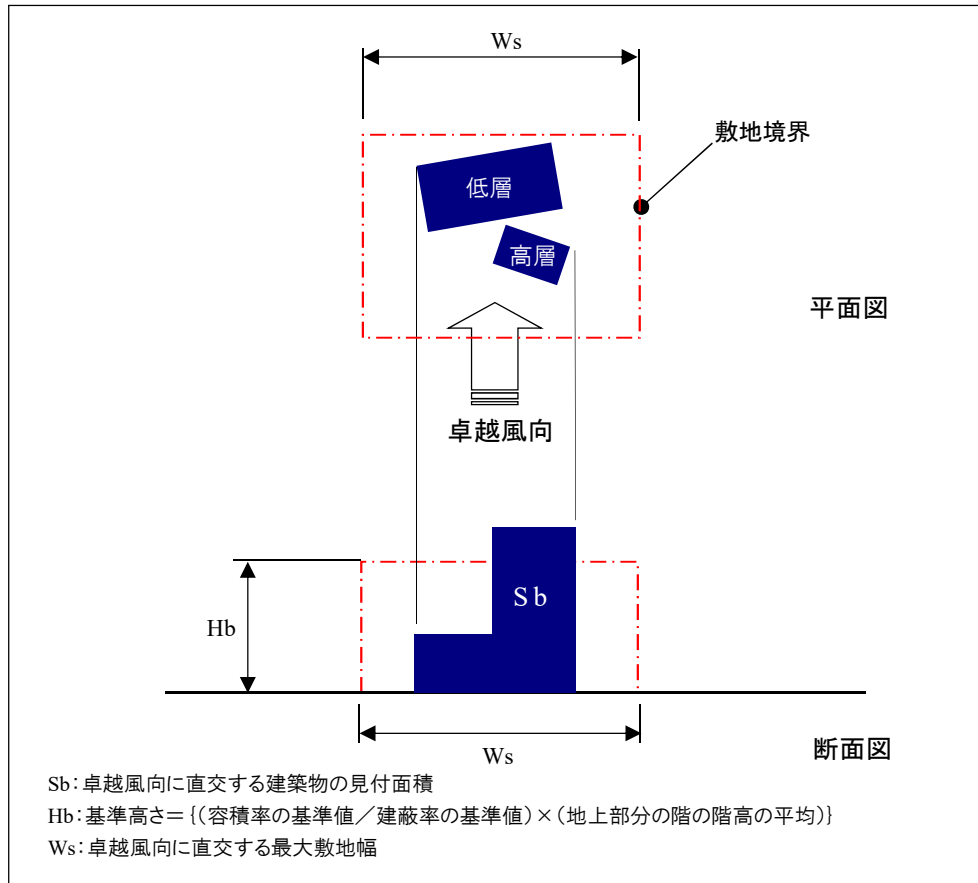 Ws
敷地境界
低層
高層
平面図
卓越風向
Sb
Hb
Ws
断面図
Sb：卓越風向に直交する建築物の見付面積
Hb：基準高さ＝{(容積率の基準値／建蔽率の基準値)×(地上部分の階の階高の平均)}
Ws：卓越風向に直交する最大敷地幅